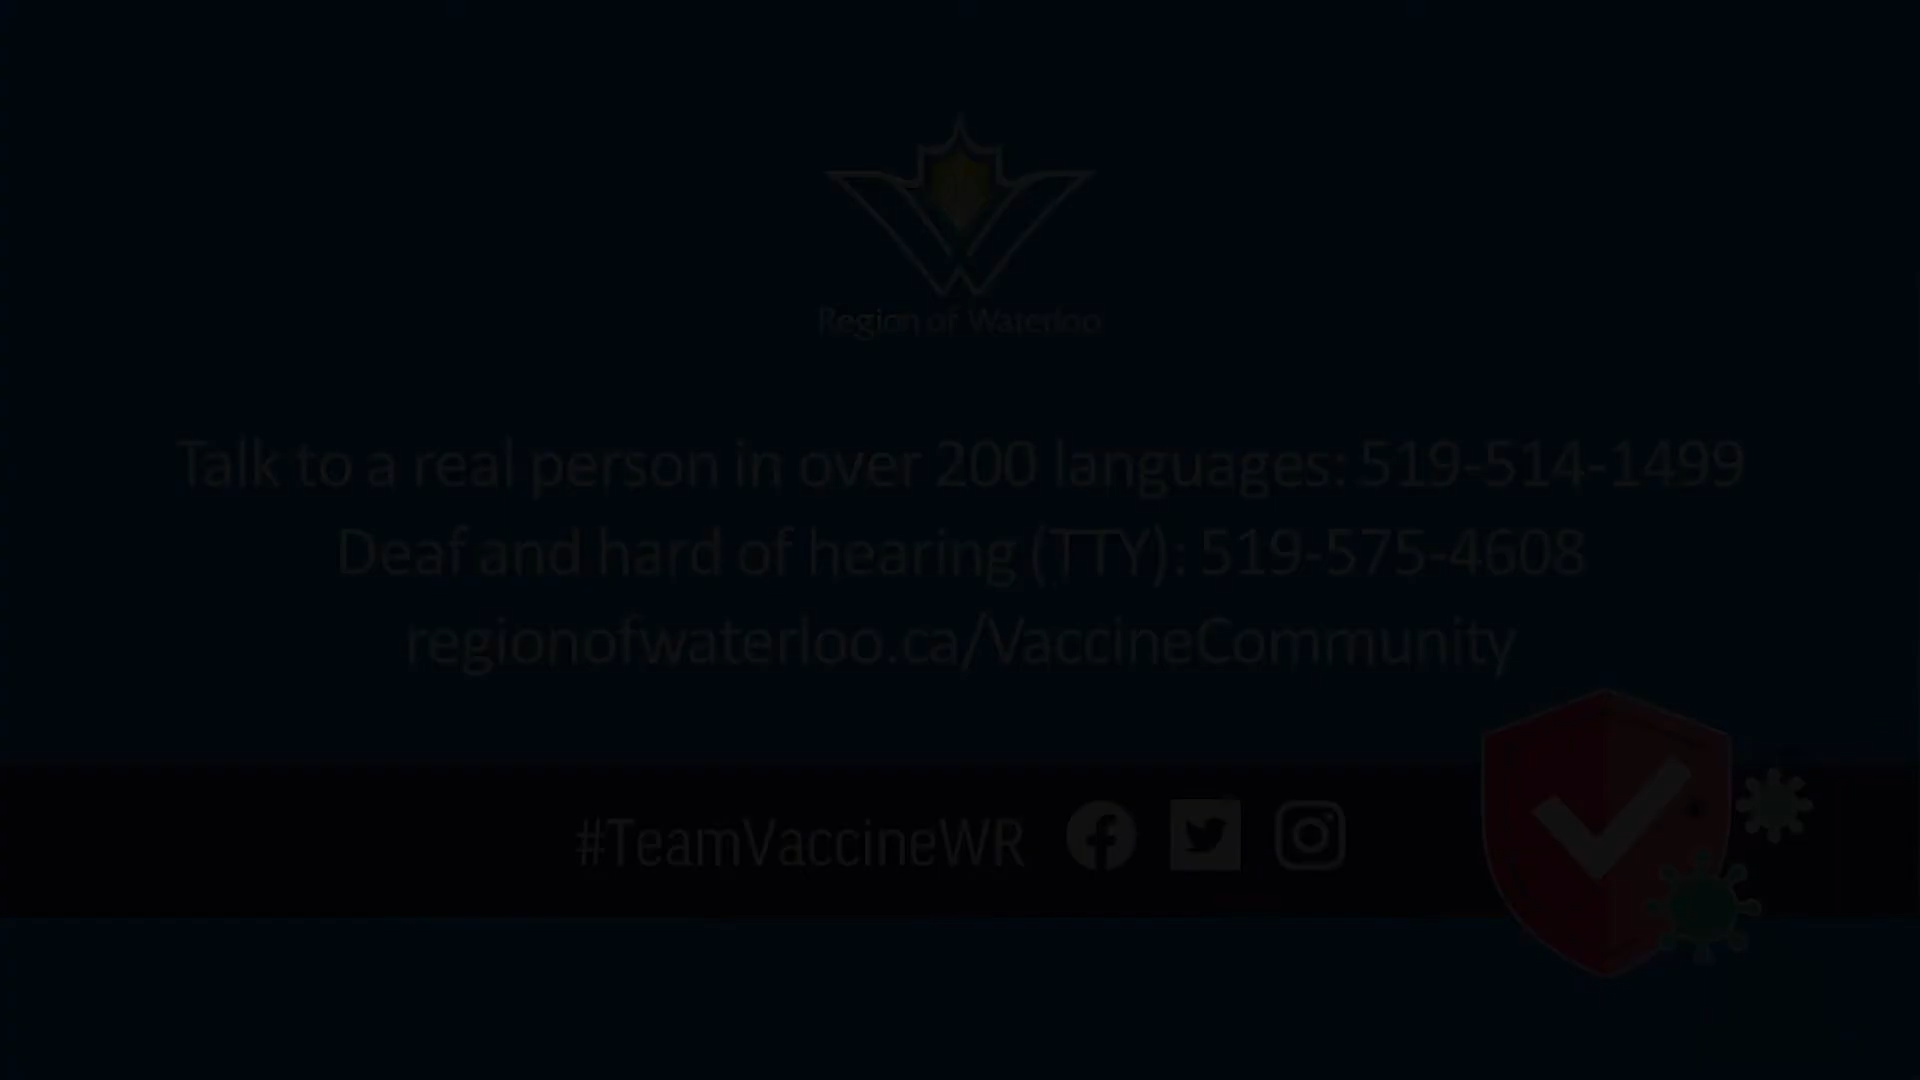 Region of Waterloo
Talk to a real person in over 200 languages: 519-514-1499
Deaf and hard of hearing (TTY): 519-575-4608
regionofwaterloo.ca/VaccineCommunity
#TeamVaccineWR